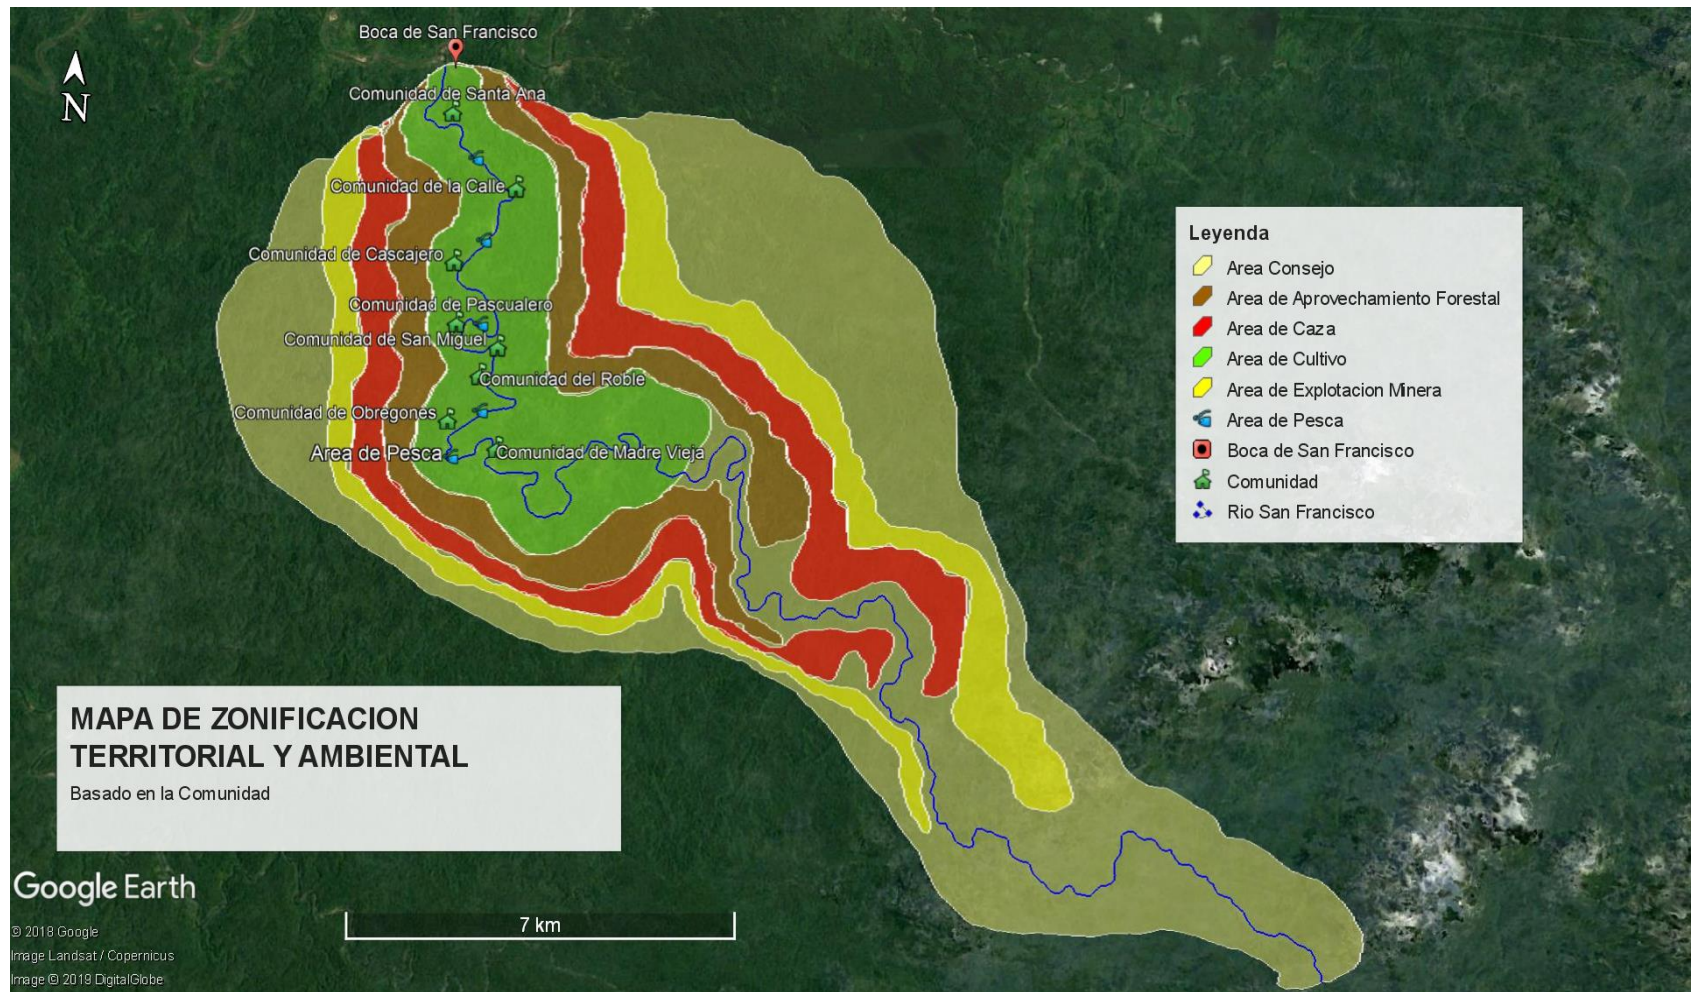 Boca de San Francisco
N
Comunidad de Santa Ana
Comunidad de la Calle
Comunidad de Cascajero
Comunidad de Pascualero
Comunidad de San Miguel
Comunidad del Roble
Comunidad de Obregones
Area de Pesca
Comunidad de Madre Vieja
Leyenda
Area Consejo
Area de Aprovechamiento Forestal
Area de Caza
Area de Cultivo
Area de Explotacion Minera
Area de Pesca
Boca de San Francisco
Comunidad
Rio San Francisco
MAPA DE ZONIFICACION
TERRITORIAL Y AMBIENTAL
Basado en la Comunidad
Google Earth
© 2018 Google
Image Landsat / Copernicus
Image © 2019 DigitalGlobe
7 km